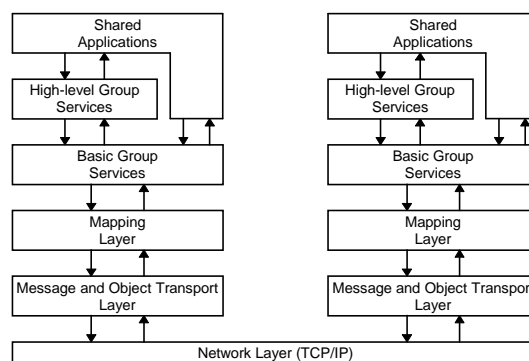 Shared
Applications
High-level Group
Services
Basic Group
Services
Mapping
Layer
Message and Object Transport
Layer
Shared
Applications
High-level Group
Services
Basic Group
Services
Mapping
Layer
Message and Object Transport
Layer
Network Layer (TCP/IP)